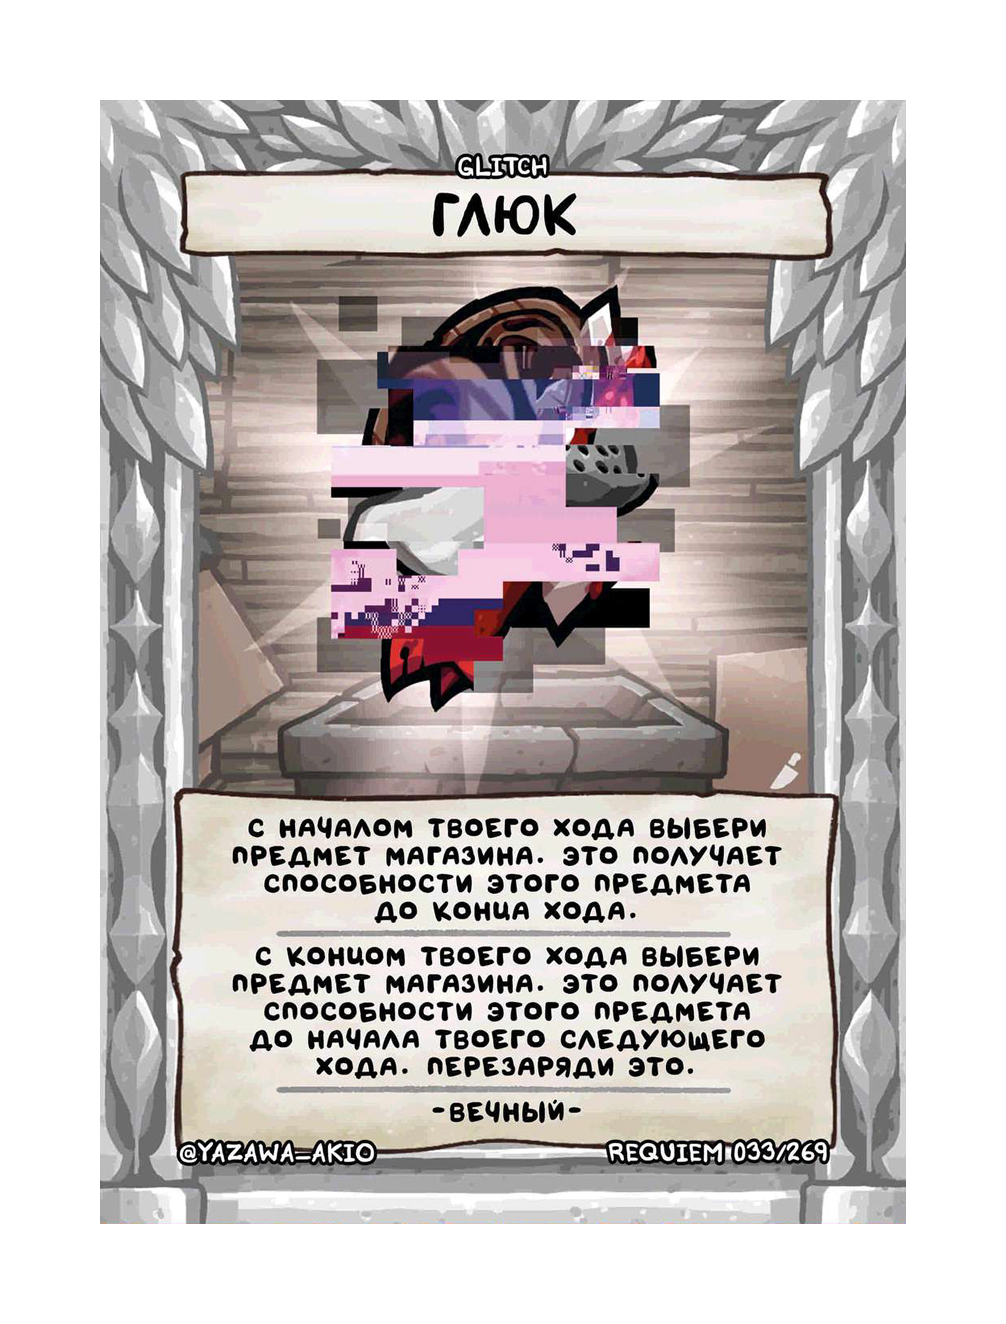 GLITCH
ГЛЮК
С НАЧАЛОМ ТВОЕГО ХОДА ВЫБЕРИ
ПРЕДМЕТ МАГАЗИНА. ЭТО ПОЛУЧАЕТ
СПОСОБНОСТИ ЭТОГО ПРЕДМЕТА
ДО КОНЦА ХОДА.
С КОНЦОМ ТВОЕГО ХОДА ВЫБЕРИ
ПРЕДМЕТ МАГАЗИНА. ЭТО ПОЛУЧАЕТ
СПОСОБНОСТИ ЭТОГО ПРЕДМЕТА
ДО НАЧАЛА ТВОЕГО СЛЕДУЮЩЕГО
ХОДА. ПЕРЕЗАРЯДИ ЭТО.
-ВЕЧНЫЙ-
@YAZAWA_AKIO
REQUIEM 033/269